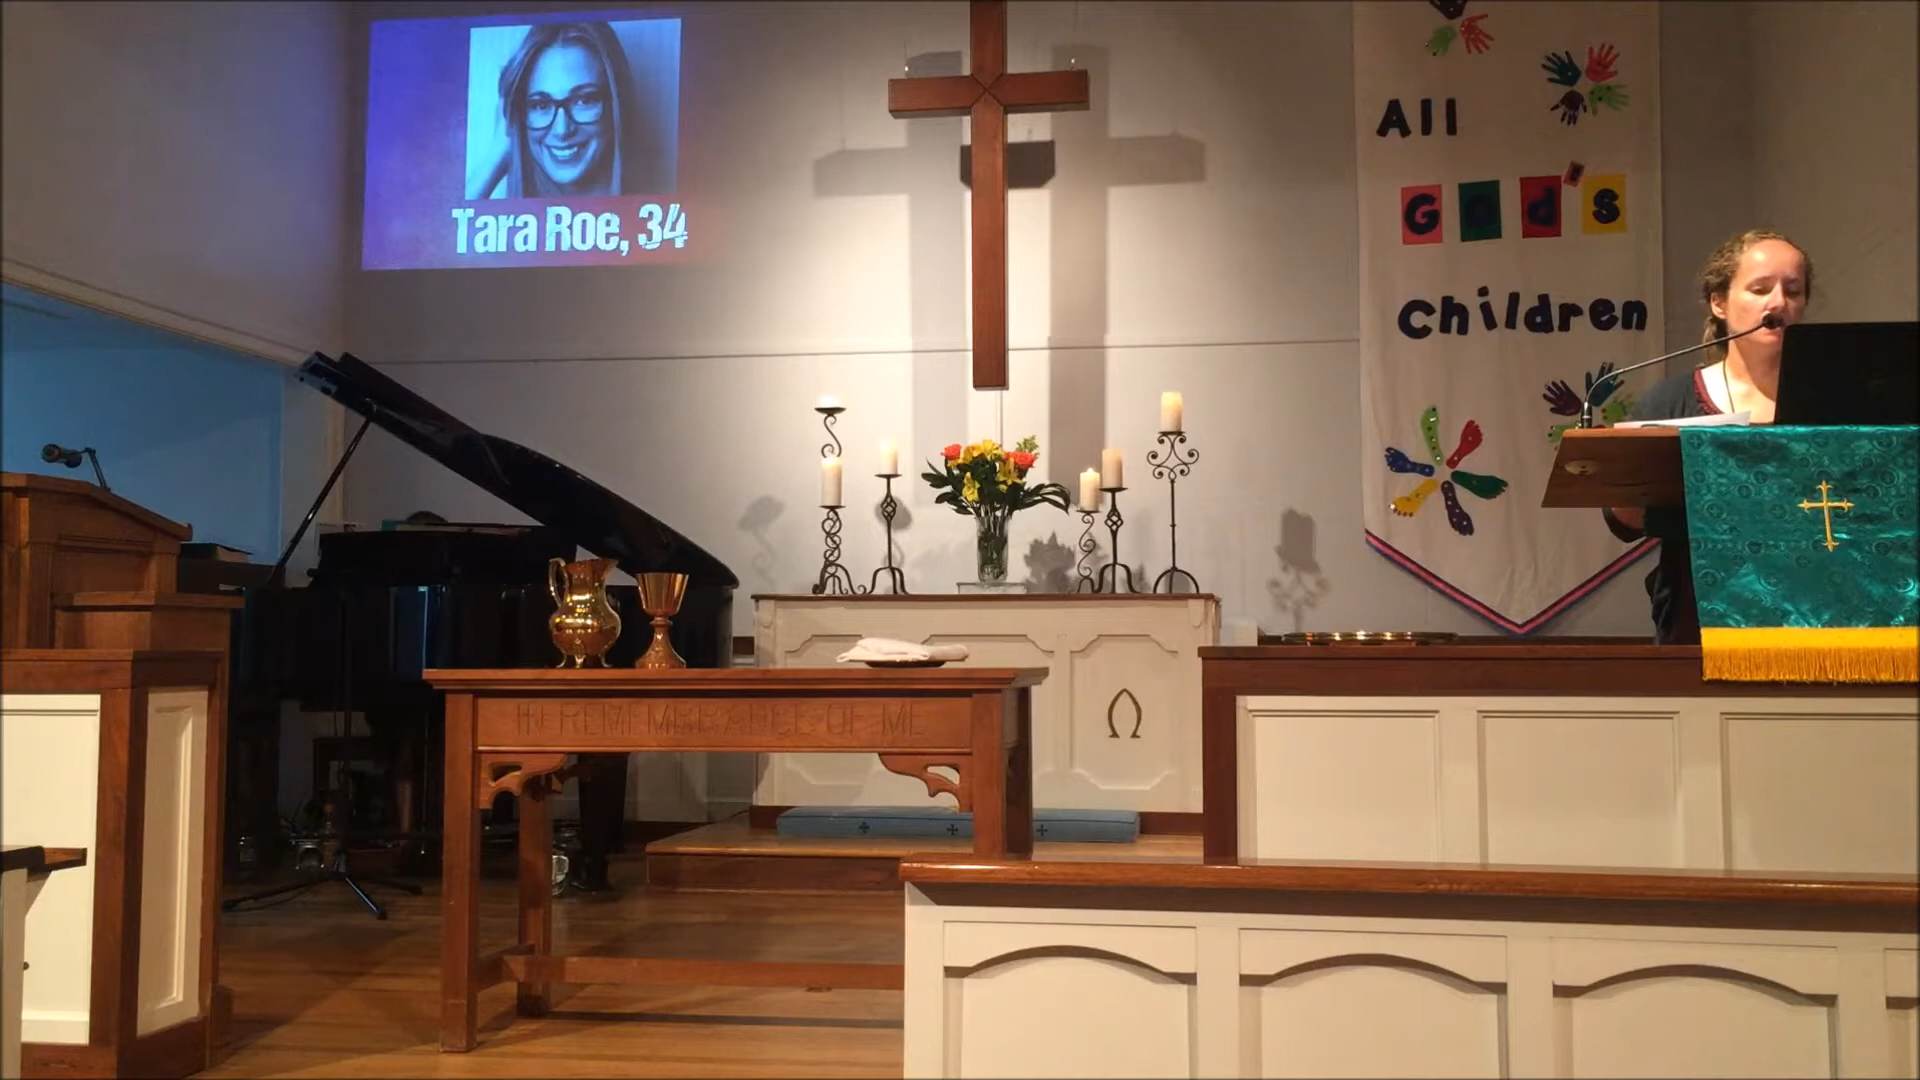 Tara Roe, 34
All
God's
Children
IN REMEMBRANCE OF ME